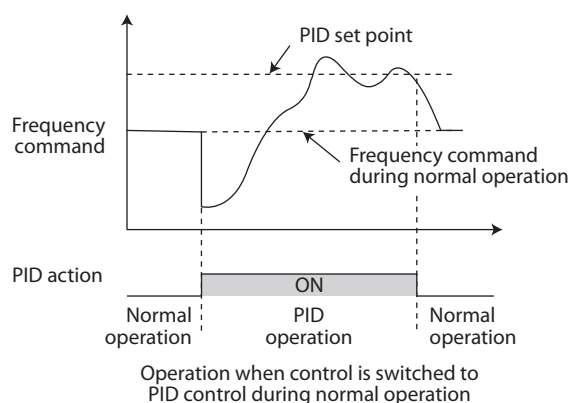 PID set point
Frequency
command
Frequency command
during normal operation
PID action
ON
Normal
operation
PID
operation
Normal
operation
Operation when control is switched to
PID control during normal operation